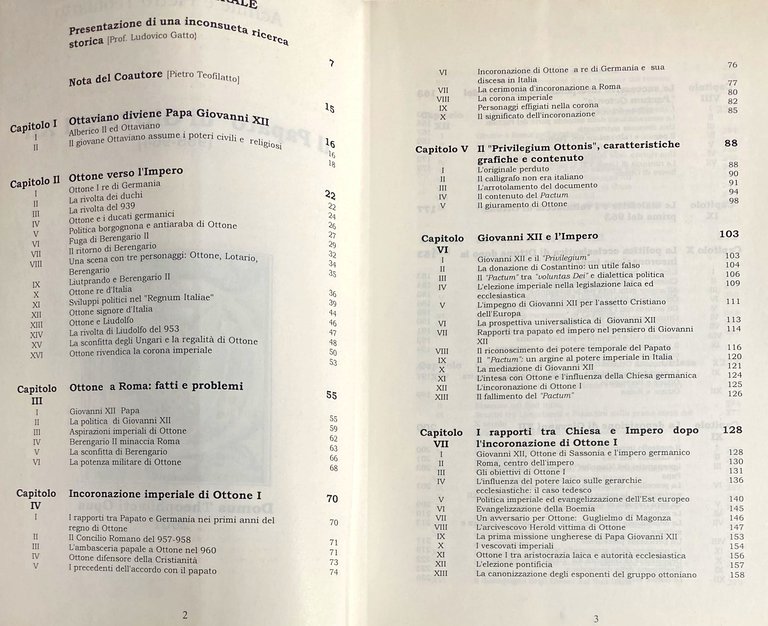 Presentazione di una inconsueta ricerca
storica [Prof. Ludovico Gatto] 7
Nota del Coautore [Pietro Teofilatto] 15
Capitolo I Ottaviano diviene Papa Giovanni XII 16
I Alberico II ed Ottaviano 16
II Il giovane Ottaviano assume i poteri civili e religiosi 18
Capitolo II Ottone verso l'Impero 22
I Ottone I re di Germania 22
II La rivolta dei duchi 24
III La rivolta del 939 26
IV Ottone e i ducati germanici 27
V Politica borgognona e antiaraba di Ottone 29
VI Fuga di Berengario II 32
VII Il ritorno di Berengario 34
VIII Una scena con tre personaggi: Ottone, Lotario,
Berengario 35
IX Liutprando e Berengario II
X Ottone re d'Italia 36
XI Sviluppi politici nel "Regnum Italiae" 39
XII Ottone signore d'Italia 44
XIII Ottone e Liudolfo 46
XIV La rivolta di Liudolfo del 953 47
XV La sconfitta degli Ungari e la regalità di Ottone 48
XVI Ottone rivendica la corona imperiale 50
53
Capitolo
III Ottone a Roma: fatti e problemi 55
I Giovanni XII Papa 55
II La politica di Giovanni XII 59
III Aspirazioni imperiali di Ottone 62
IV Berengario II minaccia Roma 63
V La sconfitta di Berengario 66
VI La potenza militare di Ottone 68
Capitolo
IV Incoronazione imperiale di Ottone I 70
I I rapporti tra Papato e Germania nei primi anni del
regno di Ottone 70
II Il Concilio Romano del 957-958 71
III L'ambasceria papale a Ottone nel 960 71
IV Ottone difensore della Cristianità 73
V I precedenti dell'accordo con il papato 74
2
VI Incoronazione di Ottone a re di Germania e sua
discesa in Italia 76
VII La cerimonia d'incoronazione a Roma 77
VIII La corona imperiale 80
IX Personaggi effigiati nella corona 82
X Il significato dell'incoronazione 85
Capitolo V Il "Privilegium Ottonis", caratteristiche
grafiche e contenuto 88
I L'originale perduto 88
II Il calligrafo non era italiano 90
III L'arrotolamento del documento 91
IV Il contenuto del Pactum 94
V Il giuramento di Ottone 98
Capitolo
VI Giovanni XII e l'Impero 103
I Giovanni XII e il "Privilegium" 103
II La donazione di Costantino: un utile falso 104
III Il "Pactum" tra "voluntas Dei" e dialettica politica 106
IV L'elezione imperiale nella legislazione laica ed
ecclesiastica 109
V L'impegno di Giovanni XII per l'assetto Cristiano
dell'Europa 111
VI La prospettiva universalistica di Giovanni XII 113
VII Rapporti tra papato ed impero nel pensiero di Giovanni
XII 114
VIII Il riconoscimento del potere temporale del Papato 116
IX Il "Pactum": un argine al potere imperiale in Italia 120
X La mediazione di Giovanni XII 121
XI L'intesa con Ottone e l'influenza della Chiesa germanica 124
XII L'incoronazione di Ottone I 125
XIII Il fallimento del "Pactum" 126
Capitolo
VII I rapporti tra Chiesa e Impero dopo
l'incoronazione di Ottone I 128
I Giovanni XII, Ottone di Sassonia e l'impero germanico 128
II Roma, centro dell'impero 130
III Gli obiettivi di Ottone I 131
IV L'influenza del potere laico sulle gerarchie
ecclesiastiche: il caso tedesco 136
V Politica imperiale ed evangelizzazione dell'Est europeo 140
VI Evangelizzazione della Boemia 145
VII Un avversario per Ottone: Guglielmo di Magonza 146
VIII L'arcivescovo Herold vittima di Ottone 147
IX La prima missione ungherese di Papa Giovanni XII 153
X I vescovati imperiali 154
XI Ottone I tra aristocrazia laica e autorità ecclesiastica 156
XII L'elezione pontificia 157
XIII La canonizzazione degli esponenti del gruppo ottoniano 158
3